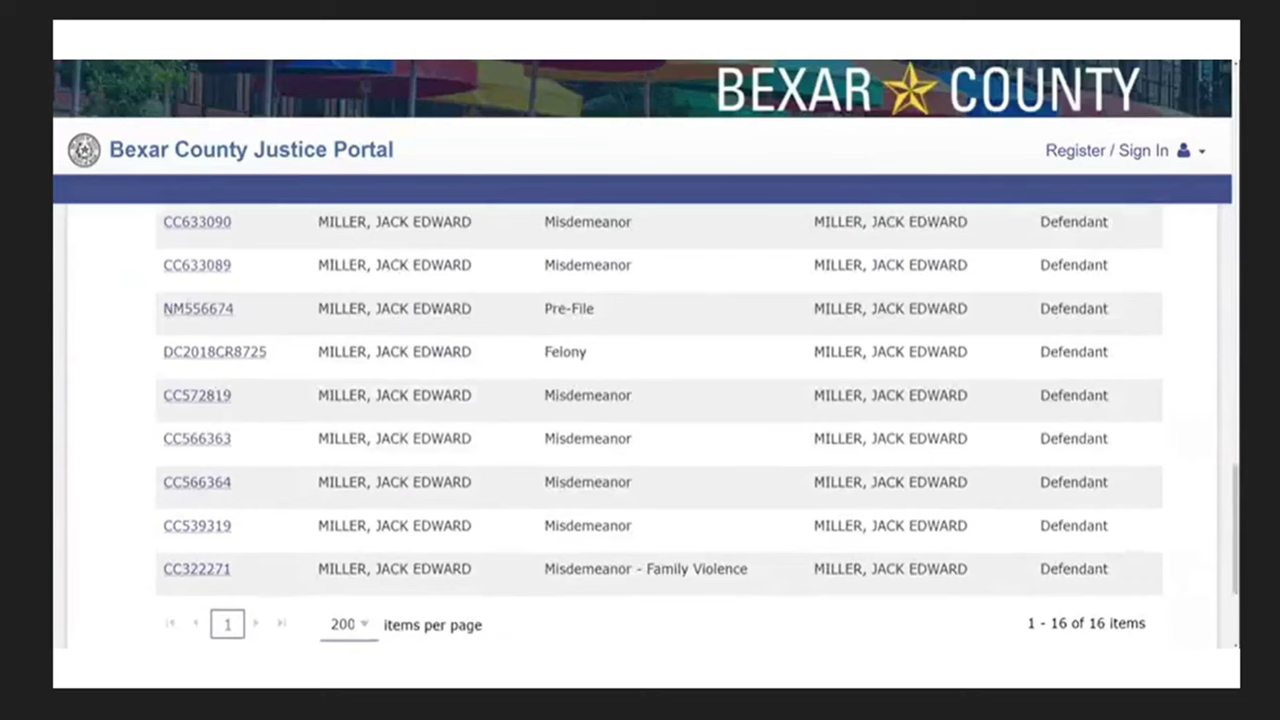 BEXAR COUNTY
Bexar County Justice Portal Register / Sign In
CC633090 MILLER, JACK EDWARD Misdemeanor MILLER, JACK EDWARD Defendant
CC633089 MILLER, JACK EDWARD Misdemeanor MILLER, JACK EDWARD Defendant
NM556674 MILLER, JACK EDWARD Pre-File MILLER, JACK EDWARD Defendant
DC2018CR8725 MILLER, JACK EDWARD Felony MILLER, JACK EDWARD Defendant
CC572819 MILLER, JACK EDWARD Misdemeanor MILLER, JACK EDWARD Defendant
CC566363 MILLER, JACK EDWARD Misdemeanor MILLER, JACK EDWARD Defendant
CC566364 MILLER, JACK EDWARD Misdemeanor MILLER, JACK EDWARD Defendant
CC539319 MILLER, JACK EDWARD Misdemeanor MILLER, JACK EDWARD Defendant
CC322271 MILLER, JACK EDWARD Misdemeanor - Family Violence MILLER, JACK EDWARD Defendant
1 200 items per page 1 - 16 of 16 items